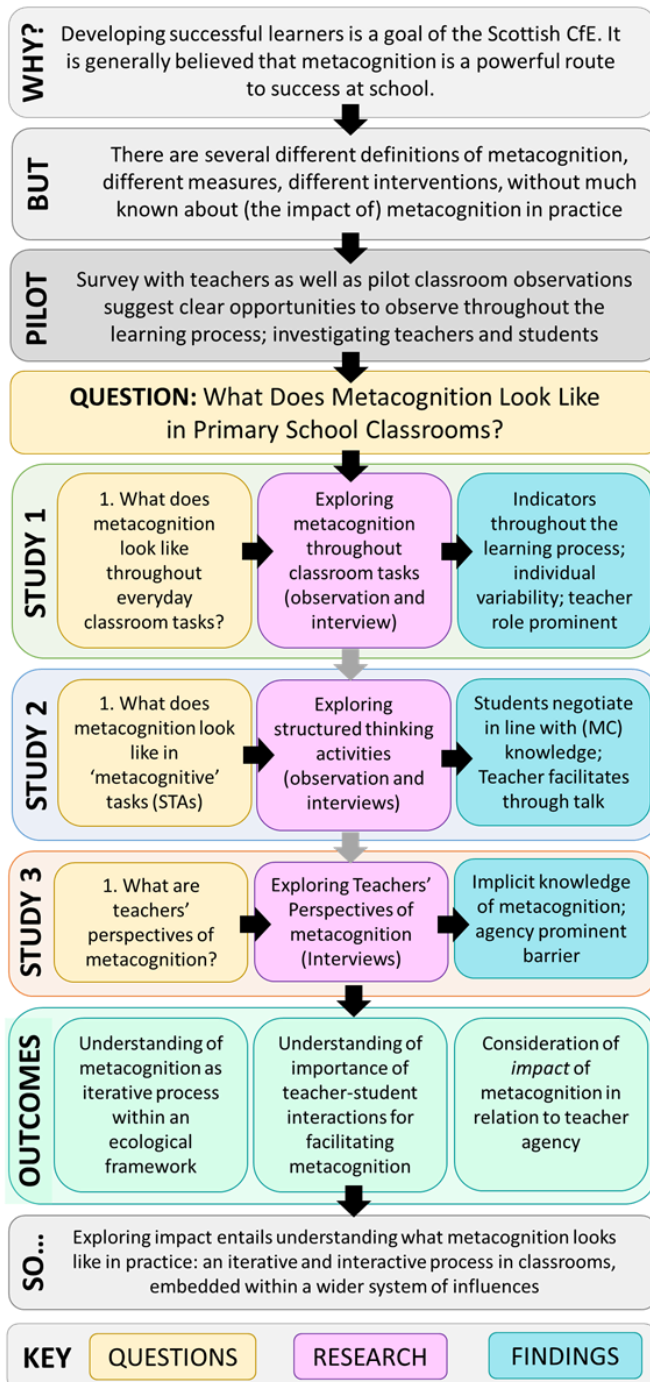 WHY?
Developing successful learners is a goal of the Scottish CfE. It
is generally believed that metacognition is a powerful route
to success at school.
BUT
There are several different definitions of metacognition,
different measures, different interventions, without much
known about (the impact of) metacognition in practice
PILOT
Survey with teachers as well as pilot classroom observations
suggest clear opportunities to observe throughout the
learning process; investigating teachers and students
QUESTION: What Does Metacognition Look Like
in Primary School Classrooms?
STUDY 1
1. What does
metacognition
look like
throughout
everyday
classroom tasks?
Exploring
metacognition
throughout
classroom tasks
(observation and
interview)
Indicators
throughout the
learning process;
individual
variability; teacher
role prominent
STUDY 2
1. What does
metacognition look
like in
‘metacognitive’
tasks (STAs)
Exploring
structured thinking
activities
(observation and
interviews)
Students negotiate
in line with (MC)
knowledge;
Teacher facilitates
through talk
STUDY 3
1. What are
teachers’
perspectives of
metacognition?
Exploring Teachers’
Perspectives of
metacognition
(Interviews)
Implicit knowledge
of metacognition;
agency prominent
barrier
OUTCOMES
Understanding of
metacognition as
iterative process
within an
ecological
framework
Understanding of
importance of
teacher-student
interactions for
facilitating
metacognition
Consideration of
impact of
metacognition in
relation to teacher
agency
SO...
Exploring impact entails understanding what metacognition looks
like in practice: an iterative and interactive process in classrooms,
embedded within a wider system of influences
KEY
QUESTIONS
RESEARCH
FINDINGS